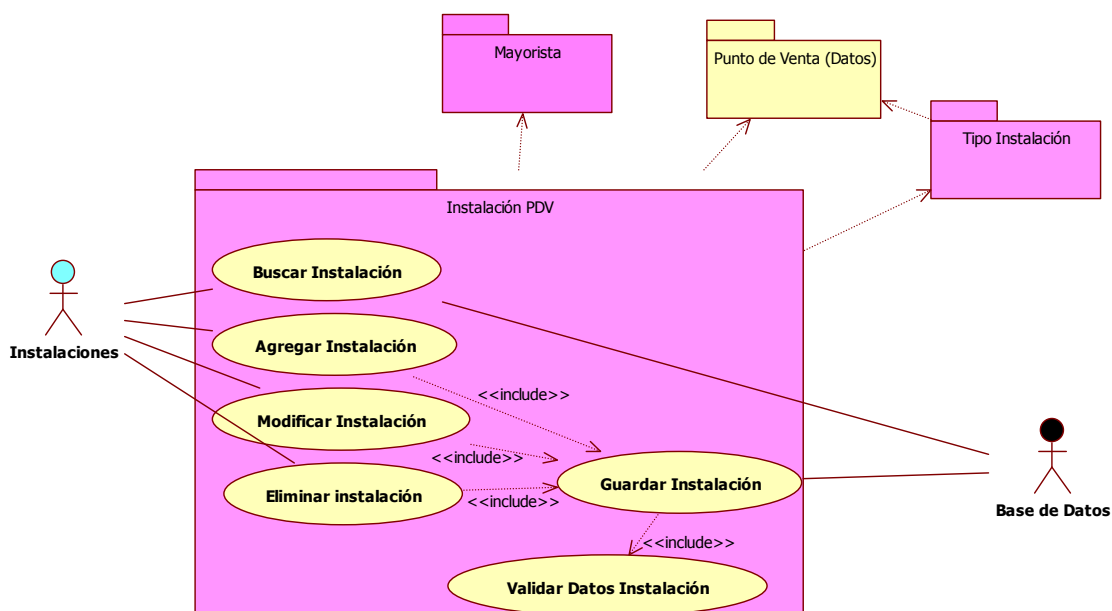 Mayorista
Punto de Venta (Datos)
Tipo Instalación
Instalación PDV
Buscar Instalación
Agregar Instalación
Instalaciones
<<include>>
Modificar Instalación
<<include>>
Eliminar instalación
Guardar Instalación
<<include>>
Base de Datos
<<include>>
Validar Datos Instalación